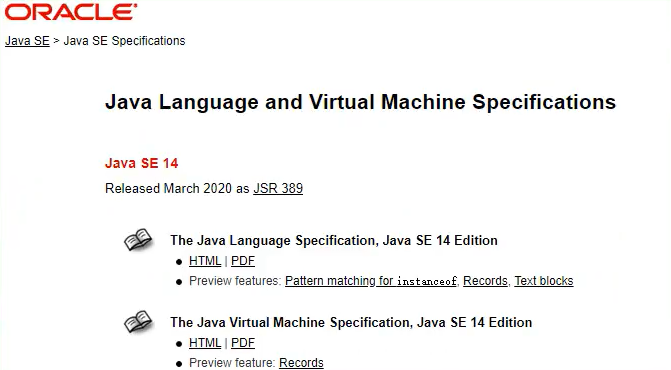 ORACLE
Java SE > Java SE Specifications
Java Language and Virtual Machine Specifications
Java SE 14
Released March 2020 as JSR 389
The Java Language Specification, Java SE 14 Edition
• HTML | PDF
• Preview features: Pattern matching for instanceof, Records, Text blocks
The Java Virtual Machine Specification, Java SE 14 Edition
• HTML | PDF
• Preview feature: Records